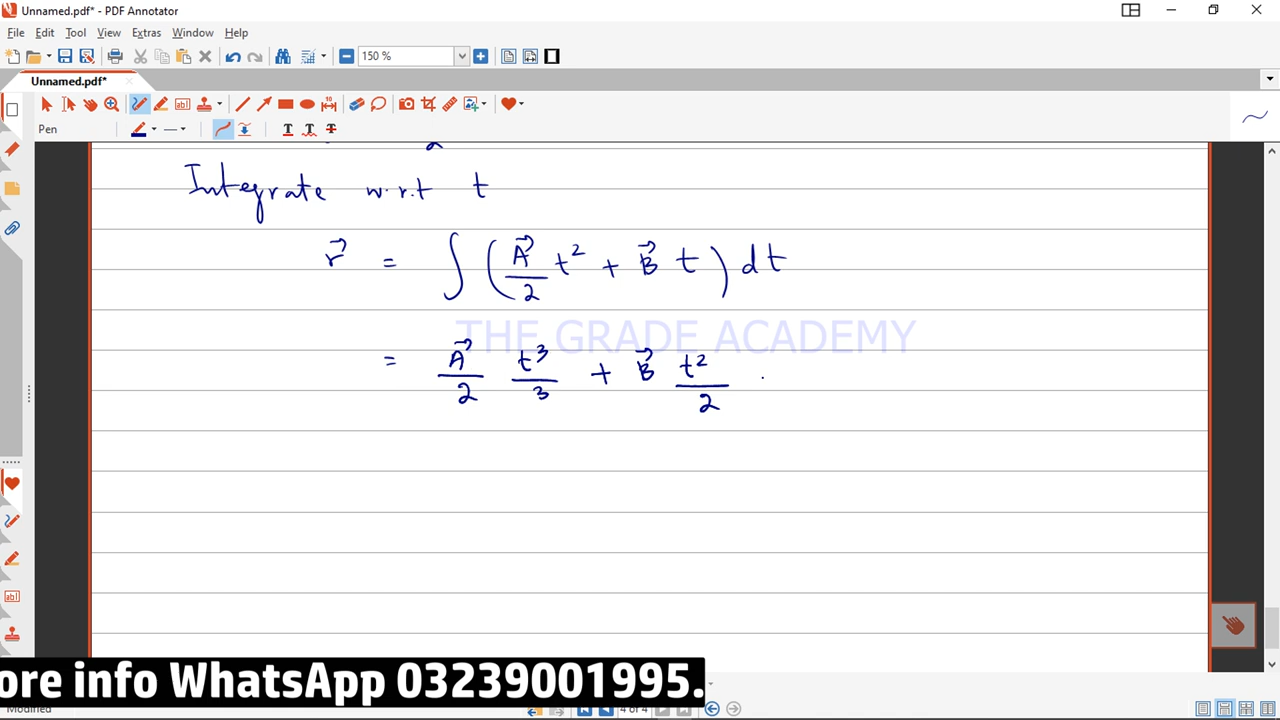 Unnamed.pdf* - PDF Annotator
File Edit Tool View Extras Window Help
150 %
Unnamed.pdf*
Pen
2
Integrate w.r.t t
r⃗ = ∫ (A⃗/2 t² + B⃗ t) dt
THE GRADE ACADEMY
= A⃗/2 t³/3 + B⃗ t²/2
ore info WhatsApp 03239001995.
Modified
4 of 4